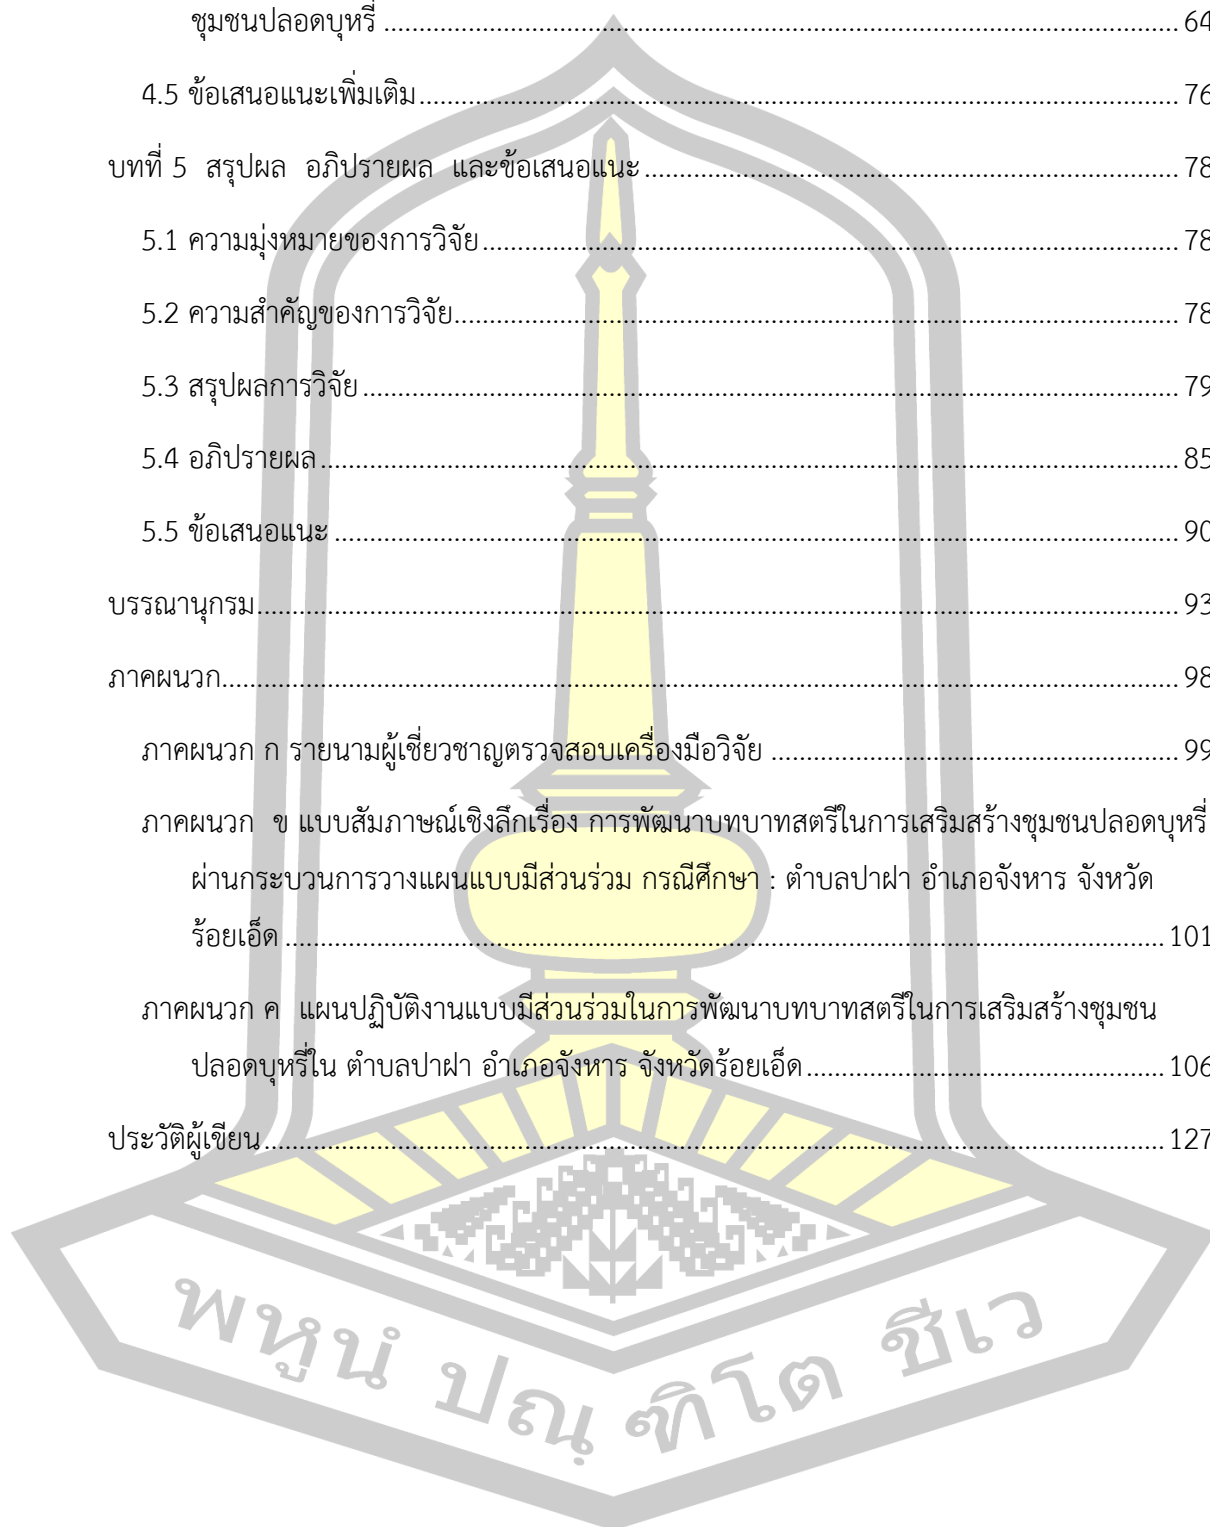 ชุมชนปลอดบุหรี่ ........ 64
4.5 ข้อเสนอแนะเพิ่มเติม ........ 76
บทที่ 5 สรุปผล อภิปรายผล และข้อเสนอแนะ ........ 78
5.1 ความมุ่งหมายของการวิจัย ........ 78
5.2 ความสำคัญของการวิจัย ........ 78
5.3 สรุปผลการวิจัย ........ 79
5.4 อภิปรายผล ........ 85
5.5 ข้อเสนอแนะ ........ 90
บรรณานุกรม ........ 93
ภาคผนวก ........ 98
ภาคผนวก ก รายนามผู้เชี่ยวชาญตรวจสอบเครื่องมือวิจัย ........ 99
ภาคผนวก ข แบบสัมภาษณ์เชิงลึกเรื่อง การพัฒนาบทบาทสตรีในการเสริมสร้างชุมชนปลอดบุหรี่
ผ่านกระบวนการวางแผนแบบมีส่วนร่วม กรณีศึกษา : ตำบลปาฝา อำเภอจังหาร จังหวัด
ร้อยเอ็ด ........ 101
ภาคผนวก ค แผนปฏิบัติงานแบบมีส่วนร่วมในการพัฒนาบทบาทสตรีในการเสริมสร้างชุมชน
ปลอดบุหรี่ใน ตำบลปาฝา อำเภอจังหาร จังหวัดร้อยเอ็ด ........ 106
ประวัติผู้เขียน ........ 127
พหูนํ ปณฺฑิโต ชีเว